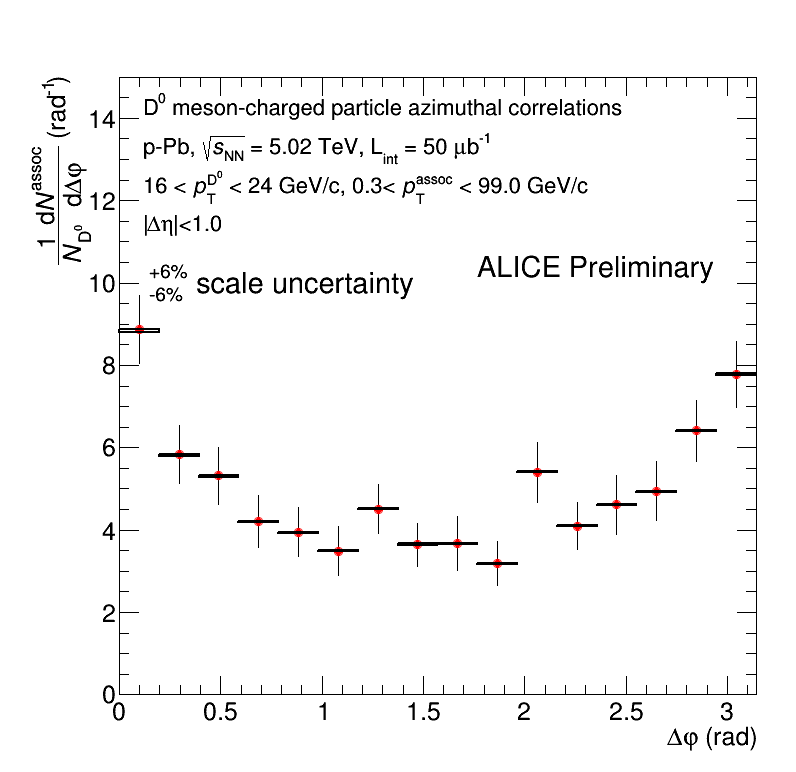 D⁰ meson-charged particle azimuthal correlations
p-Pb, √sNN = 5.02 TeV, Lint = 50 μb⁻¹
16 < pT^D⁰ < 24 GeV/c, 0.3< pT^assoc < 99.0 GeV/c
|Δη|<1.0
+6%
-6% scale uncertainty
ALICE Preliminary
1 dN^assoc
N_D⁰ dΔφ (rad⁻¹)
14
12
10
8
6
4
2
0
0 0.5 1 1.5 2 2.5 3
Δφ (rad)